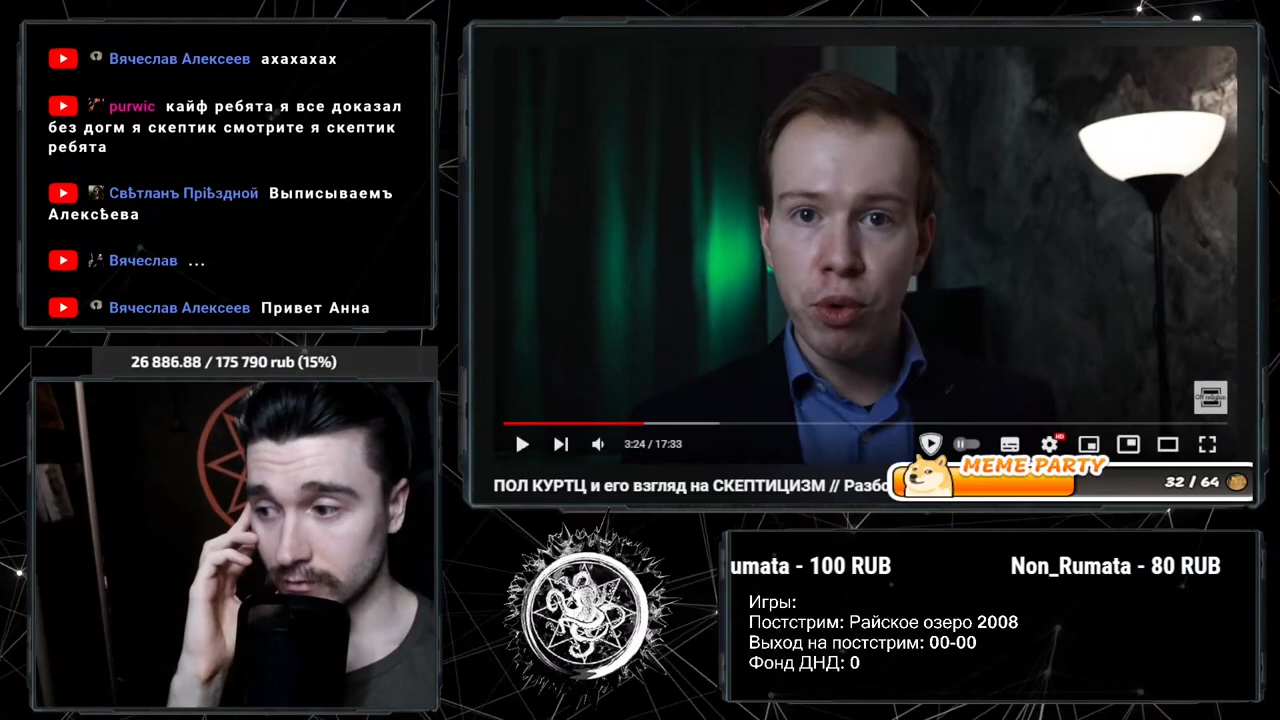 Вячеслав Алексеев ахахахах
purwic кайф ребята я все доказал
без догм я скептик смотрите я скептик
ребята
Свѣтланъ Пріѣздной Выписываемъ
Алексѣева
Вячеслав ...
Вячеслав Алексеев Привет Анна
26 886.88 / 175 790 rub (15%)
3:24 / 17:33
HD
ПОЛ КУРТЦ и его взгляд на СКЕПТИЦИЗМ // Разбо
MEME PARTY
32 / 64
umata - 100 RUB
Non_Rumata - 80 RUB
Игры:
Постстрим: Райское озеро 2008
Выход на постстрим: 00-00
Фонд ДНД: 0